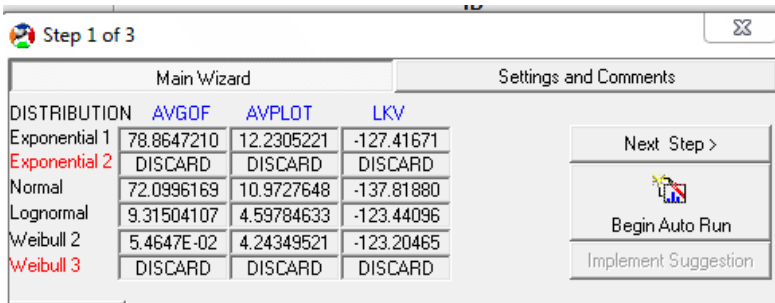 Step 1 of 3
Main Wizard Settings and Comments
DISTRIBUTION AVGOF AVPLOT LKV
Exponential 1 78.8647210 12.2305221 -127.41671
Next Step >
Exponential 2 DISCARD DISCARD DISCARD
Normal 72.0996169 10.9727648 -137.81880
Lognormal 9.31504107 4.59784633 -123.44096
Begin Auto Run
Weibull 2 5.4647E-02 4.24349521 -123.20465
Implement Suggestion
Weibull 3 DISCARD DISCARD DISCARD